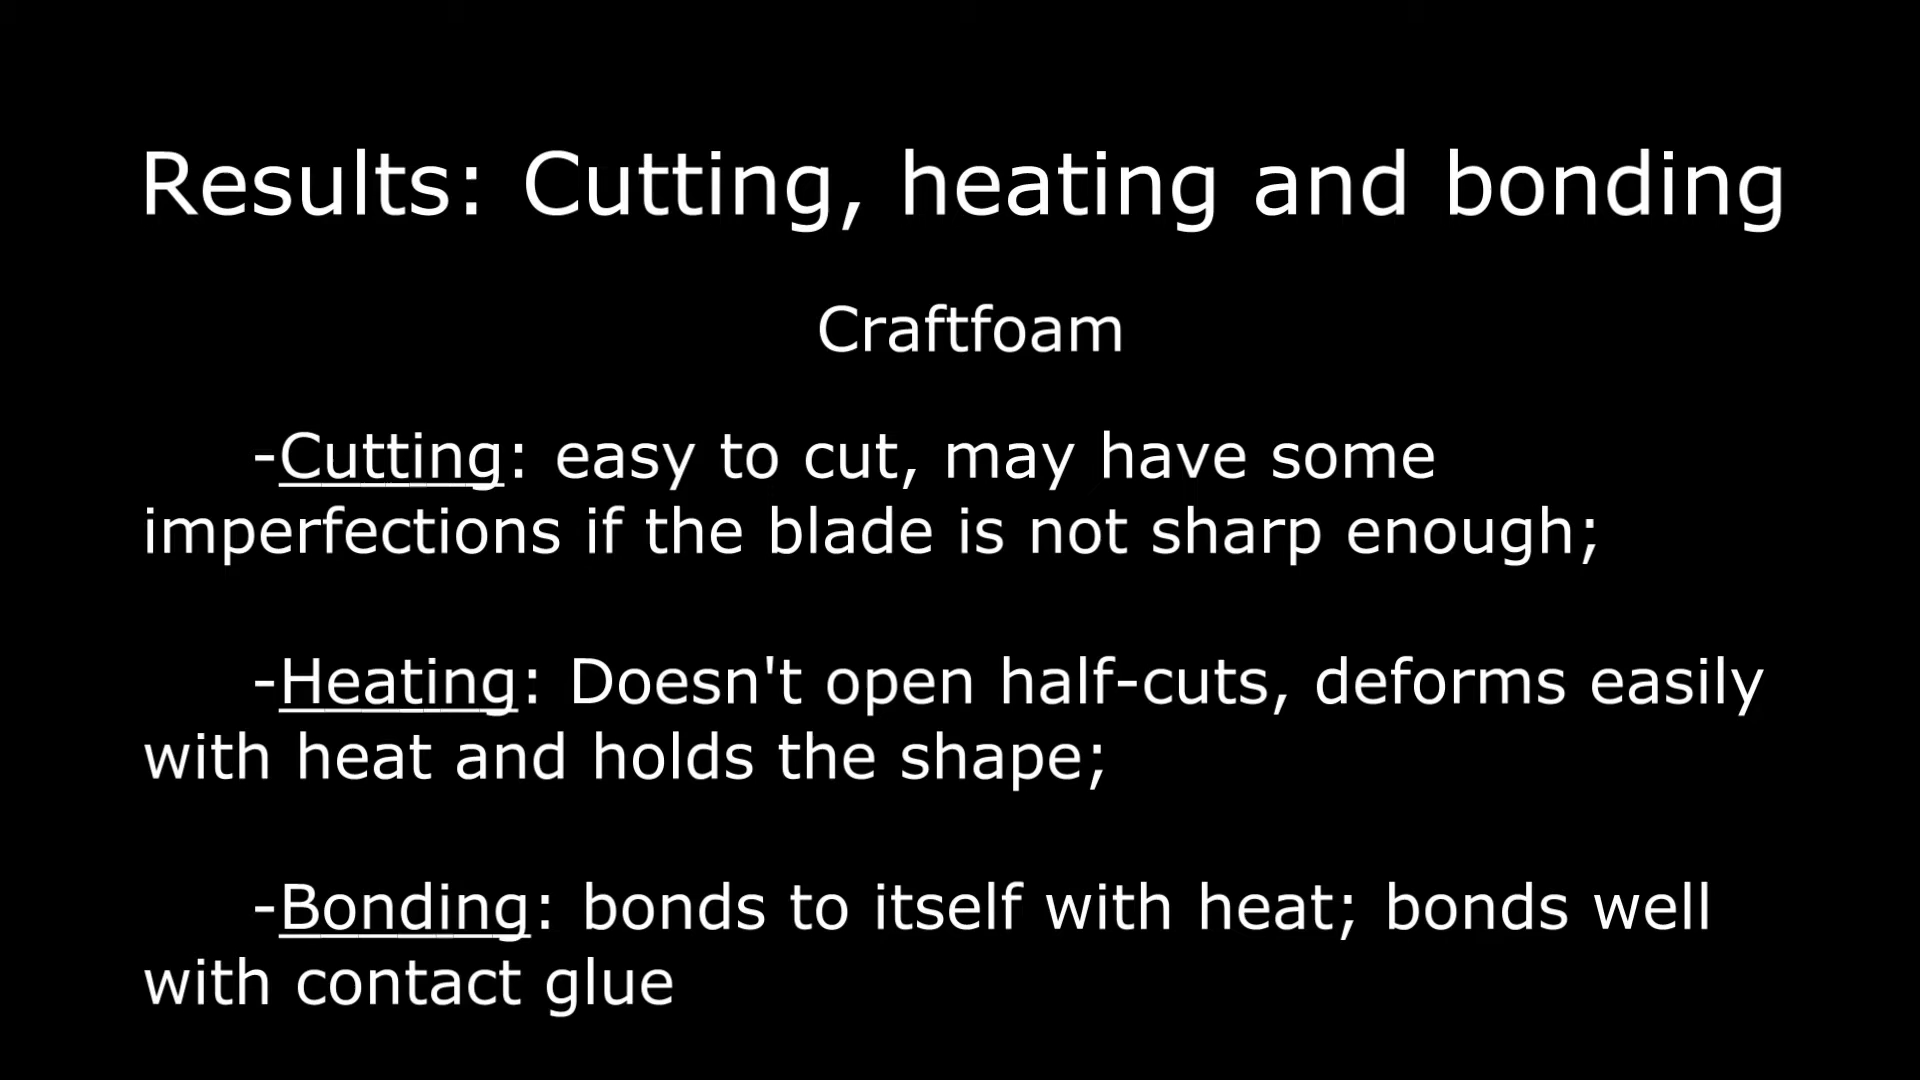 Results: Cutting, heating and bonding
Craftfoam
-Cutting: easy to cut, may have some
imperfections if the blade is not sharp enough;
-Heating: Doesn't open half-cuts, deforms easily
with heat and holds the shape;
-Bonding: bonds to itself with heat; bonds well
with contact glue